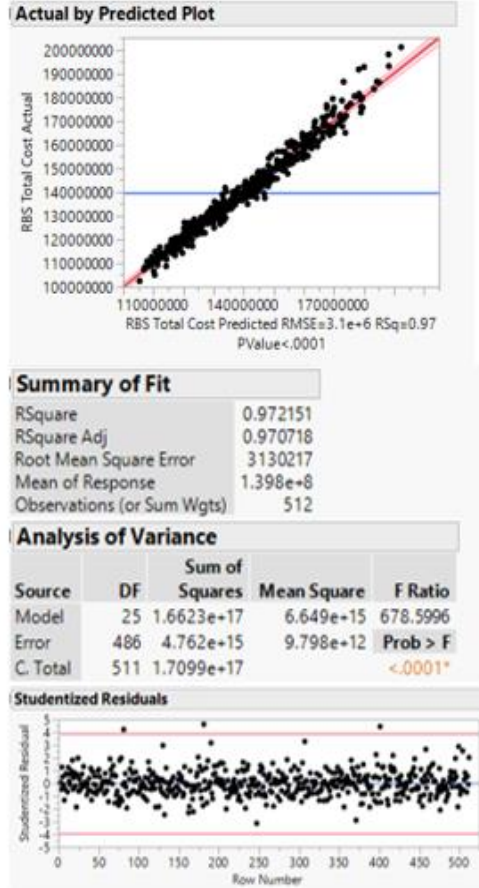 Actual by Predicted Plot
200000000
190000000
180000000
170000000
160000000
150000000
140000000
130000000
120000000
110000000
100000000
RBS Total Cost Actual
110000000 140000000 170000000
RBS Total Cost Predicted RMSE=3.1e+6 RSq=0.97
PValue<.0001
Summary of Fit
RSquare 0.972151
RSquare Adj 0.970718
Root Mean Square Error 3130217
Mean of Response 1.398e+8
Observations (or Sum Wgts) 512
Analysis of Variance
Sum of
Source DF Squares Mean Square F Ratio
Model 25 1.6623e+17 6.649e+15 678.5996
Error 486 4.762e+15 9.798e+12 Prob > F
C. Total 511 1.7099e+17 <.0001*
Studentized Residuals
5
4
3
2
1
0
-1
-2
-3
-4
-5
Studentized Residual
0 50 100 150 200 250 300 350 400 450 500
Row Number